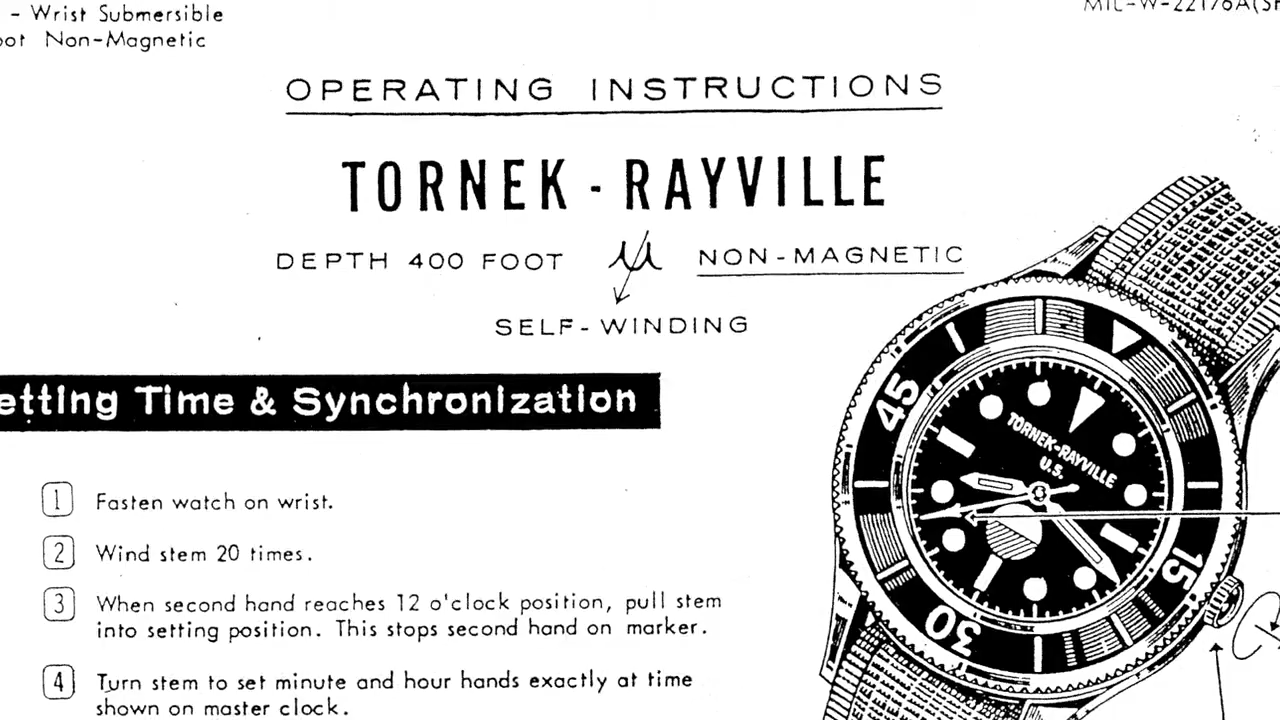 - Wrist Submersible
Non-Magnetic
OPERATING INSTRUCTIONS
TORNEK - RAYVILLE
DEPTH 400 FOOT NON-MAGNETIC
SELF-WINDING
Time & Synchronization
1 Fasten watch on wrist.
2 Wind stem 20 times.
3 When second hand reaches 12 o'clock position, pull stem
into setting position. This stops second hand on marker.
4 Turn stem to set minute and hour hands exactly at time
shown on master clock.
45
TORNEK-RAYVILLE
U.S.
15
30